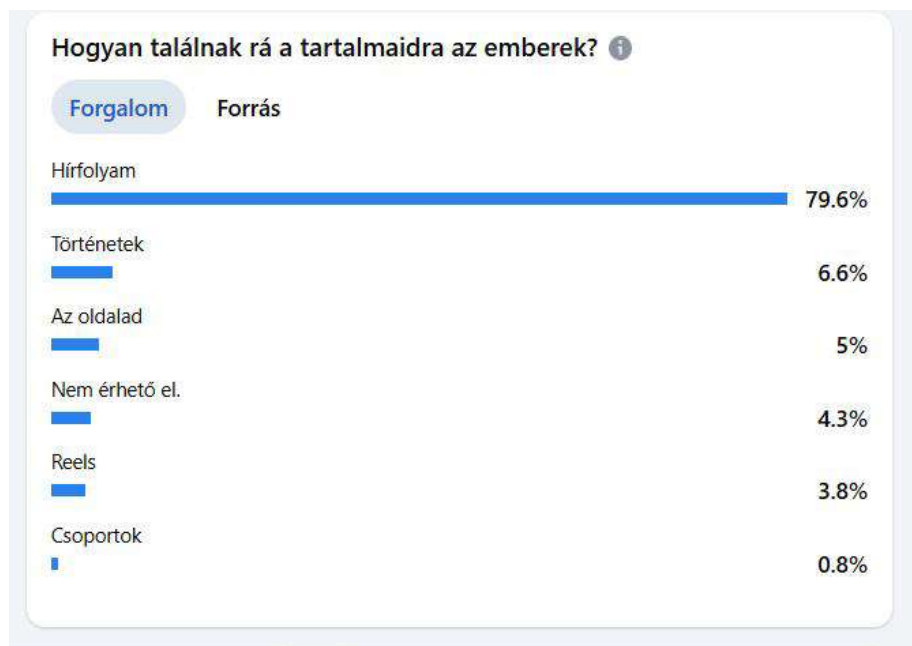 Hogyan találnak rá a tartalmaidra az emberek?
Forgalom Forrás
Hírfolyam
79.6%
Történetek
6.6%
Az oldalad
5%
Nem érhető el.
4.3%
Reels
3.8%
Csoportok
0.8%